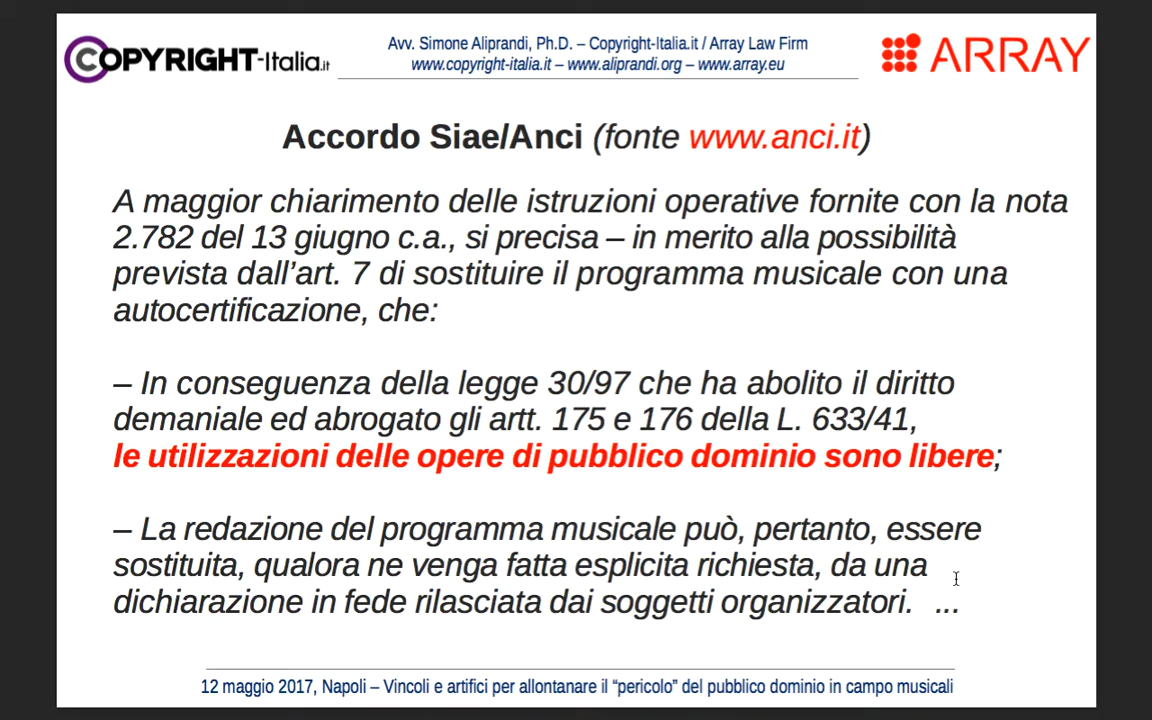 COPYRIGHT-Italia.it
Avv. Simone Aliprandi, Ph.D. – Copyright-Italia.it / Array Law Firm
www.copyright-italia.it – www.aliprandi.org – www.array.eu
ARRAY
Accordo Siae/Anci (fonte www.anci.it)
A maggior chiarimento delle istruzioni operative fornite con la nota
2.782 del 13 giugno c.a., si precisa – in merito alla possibilità
prevista dall’art. 7 di sostituire il programma musicale con una
autocertificazione, che:
– In conseguenza della legge 30/97 che ha abolito il diritto
demaniale ed abrogato gli artt. 175 e 176 della L. 633/41,
le utilizzazioni delle opere di pubblico dominio sono libere;
– La redazione del programma musicale può, pertanto, essere
sostituita, qualora ne venga fatta esplicita richiesta, da una
dichiarazione in fede rilasciata dai soggetti organizzatori. ...
12 maggio 2017, Napoli – Vincoli e artifici per allontanare il “pericolo” del pubblico dominio in campo musicali